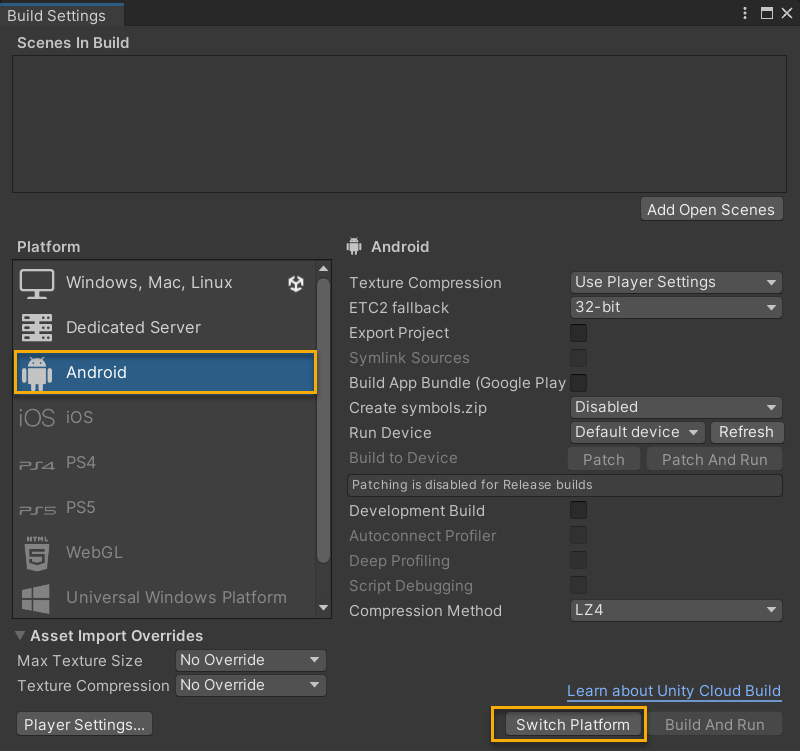 Build Settings
Scenes In Build
Add Open Scenes
Platform
Windows, Mac, Linux
Dedicated Server
Android
iOS iOS
PS4 PS4
PS5 PS5
HTML
5 WebGL
Universal Windows Platform
Asset Import Overrides
Max Texture Size No Override
Texture Compression No Override
Player Settings...
Android
Texture Compression Use Player Settings
ETC2 fallback 32-bit
Export Project
Symlink Sources
Build App Bundle (Google Play
Create symbols.zip Disabled
Run Device Default device Refresh
Build to Device Patch Patch And Run
Patching is disabled for Release builds
Development Build
Autoconnect Profiler
Deep Profiling
Script Debugging
Compression Method LZ4
Learn about Unity Cloud Build
Switch Platform Build And Run